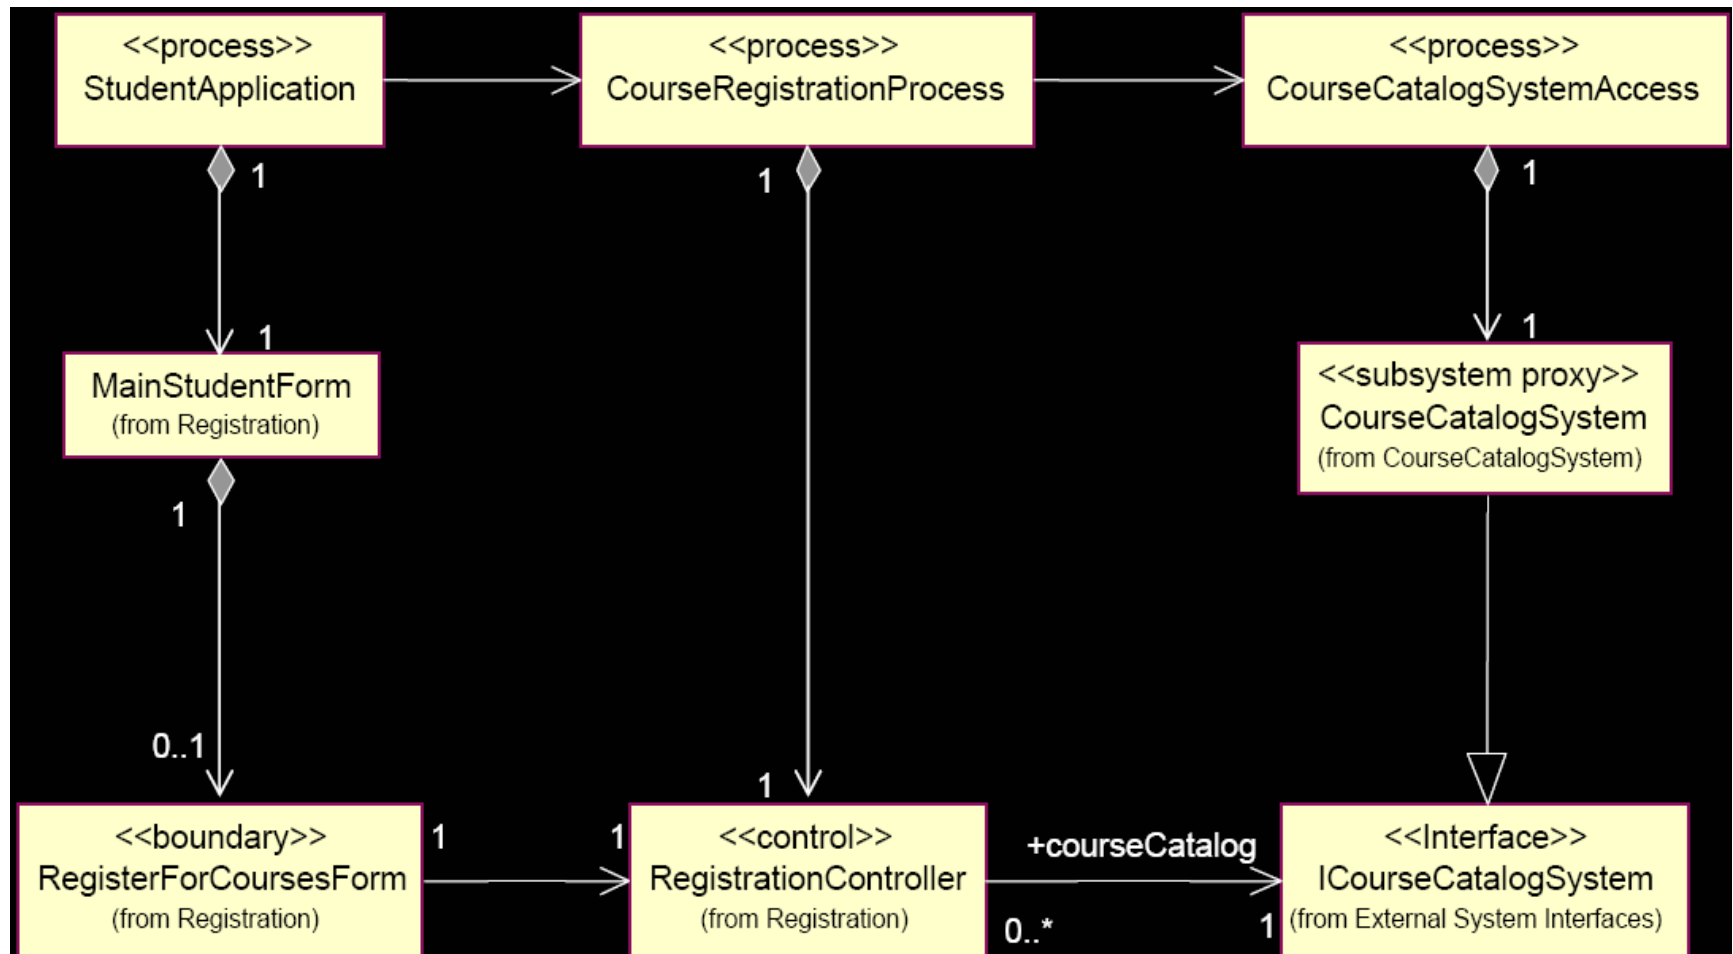 <<process>>
StudentApplication
<<process>>
CourseRegistrationProcess
<<process>>
CourseCatalogSystemAccess
1
1
1
1
1
MainStudentForm
(from Registration)
<<subsystem proxy>>
CourseCatalogSystem
(from CourseCatalogSystem)
1
0..1
1
<<boundary>>
RegisterForCoursesForm
(from Registration)
1
1
<<control>>
RegistrationController
(from Registration)
+courseCatalog
0..*
1
<<Interface>>
ICourseCatalogSystem
(from External System Interfaces)